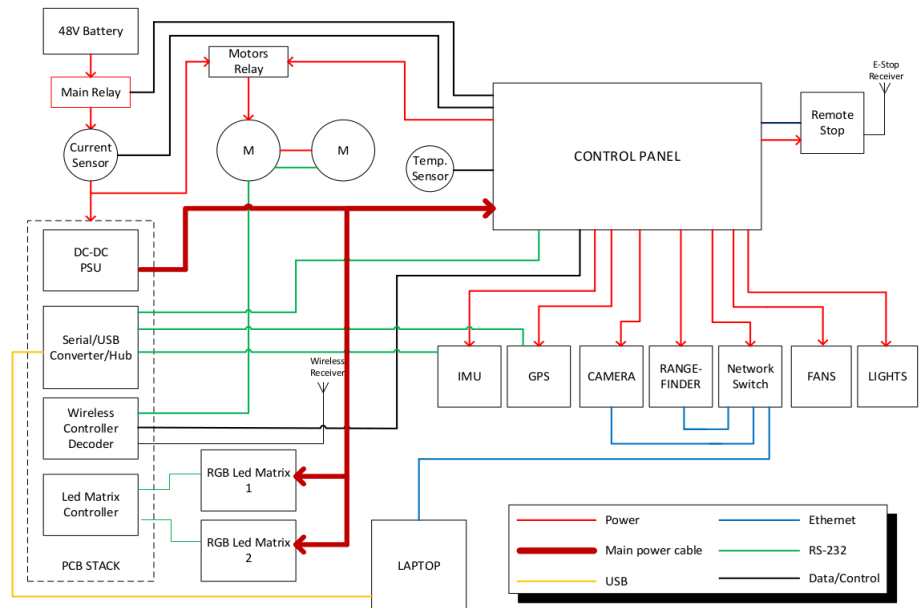 48V Battery
Main Relay
Current
Sensor
Motors
Relay
M
M
Temp.
Sensor
CONTROL PANEL
E-Stop
Receiver
Remote
Stop
DC-DC
PSU
Serial/USB
Converter/Hub
Wireless
Controller
Decoder
Led Matrix
Controller
PCB STACK
Wireless
Receiver
RGB Led Matrix
1
RGB Led Matrix
2
IMU
GPS
CAMERA
RANGE-
FINDER
Network
Switch
FANS
LIGHTS
LAPTOP
Power
Main power cable
USB
Ethernet
RS-232
Data/Control